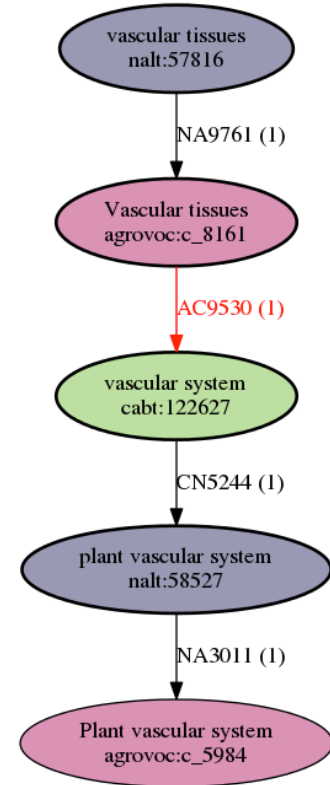 vascular tissues
nalt:57816
NA9761 (1)
Vascular tissues
agrovoc:c_8161
AC9530 (1)
vascular system
cabt:122627
CN5244 (1)
plant vascular system
nalt:58527
NA3011 (1)
Plant vascular system
agrovoc:c_5984